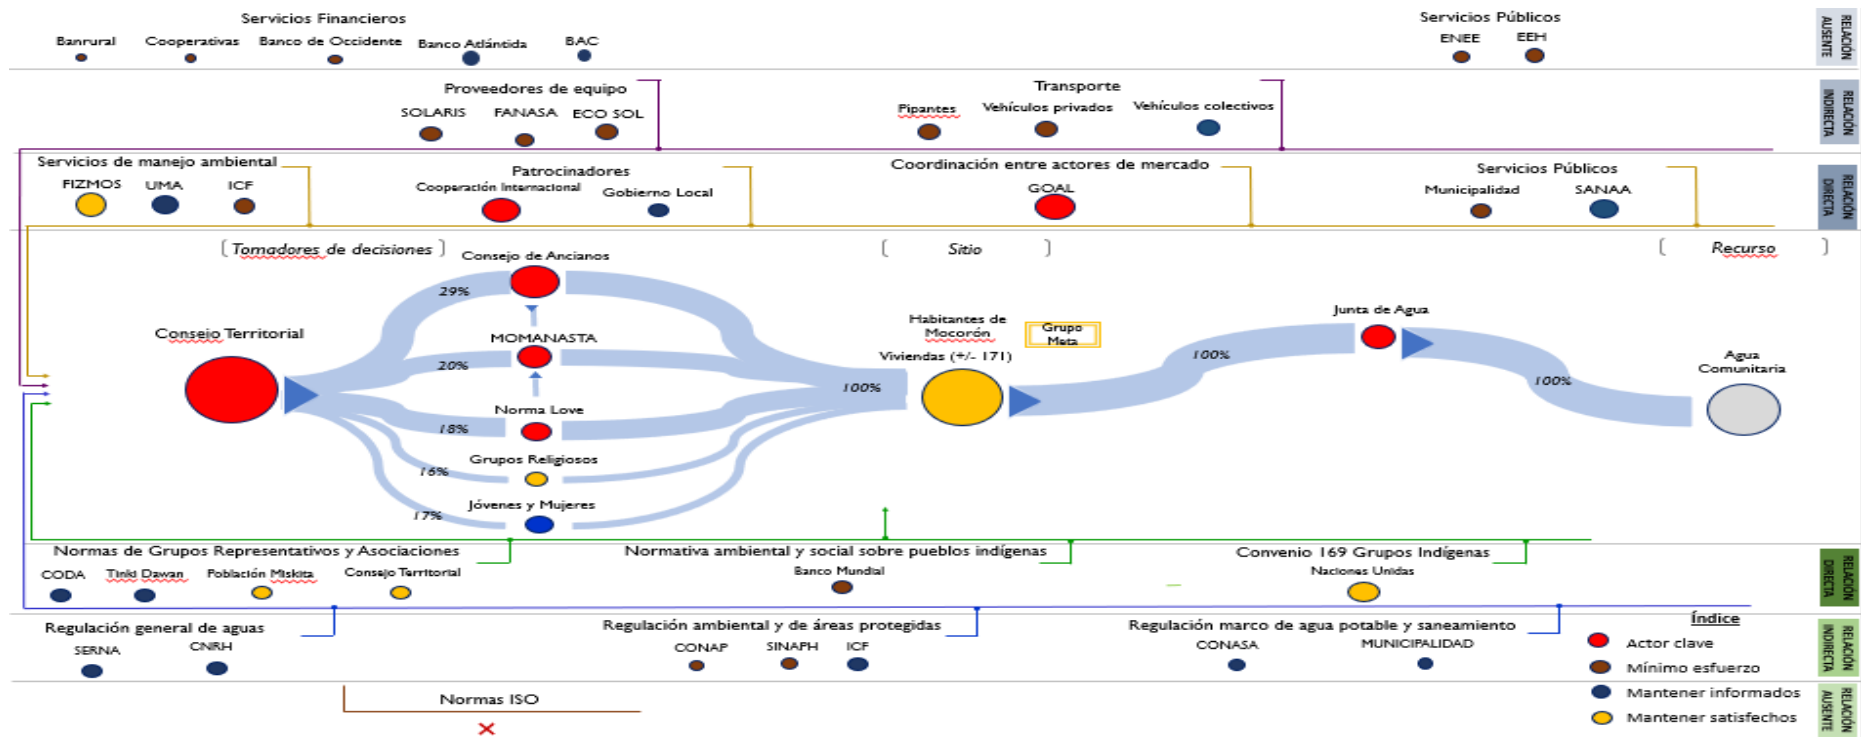 Servicios Financieros
Servicios Públicos
Banrural
Cooperativas
Banco de Occidente
Banco Atlántida
BAC
ENEE
EEH
RELACIÓN AUSENTE
Proveedores de equipo
Transporte
SOLARIS
FANASA
ECO SOL
Pipantes
Vehículos privados
Vehículos colectivos
RELACIÓN INDIRECTA
Servicios de manejo ambiental
Patrocinadores
Coordinación entre actores de mercado
Servicios Públicos
FIZMOS
UMA
ICF
Cooperación Internacional
Gobierno Local
GOAL
Municipalidad
SANAA
RELACIÓN DIRECTA
[ Tomadores de decisiones ]
[ Sitio ]
[ Recurso ]
Consejo de Ancianos
29%
Consejo Territorial
MOMANASTA
20%
Norma Love
18%
Grupos Religiosos
16%
Jóvenes y Mujeres
17%
100%
Habitantes de
Mocorón
Viviendas (+/- 171)
Grupo
Meta
100%
Junta de Agua
100%
Agua
Comunitaria
Normas de Grupos Representativos y Asociaciones
Normativa ambiental y social sobre pueblos indígenas
Convenio 169 Grupos Indígenas
CODA
Tinki Dawan
Población Miskita
Consejo Territorial
Banco Mundial
Naciones Unidas
RELACIÓN DIRECTA
Regulación general de aguas
Regulación ambiental y de áreas protegidas
Regulación marco de agua potable y saneamiento
SERNA
CNRH
CONAP
SINAPH
ICF
CONASA
MUNICIPALIDAD
RELACIÓN INDIRECTA
Normas ISO
RELACIÓN AUSENTE
Índice
Actor clave
Mínimo esfuerzo
Mantener informados
Mantener satisfechos